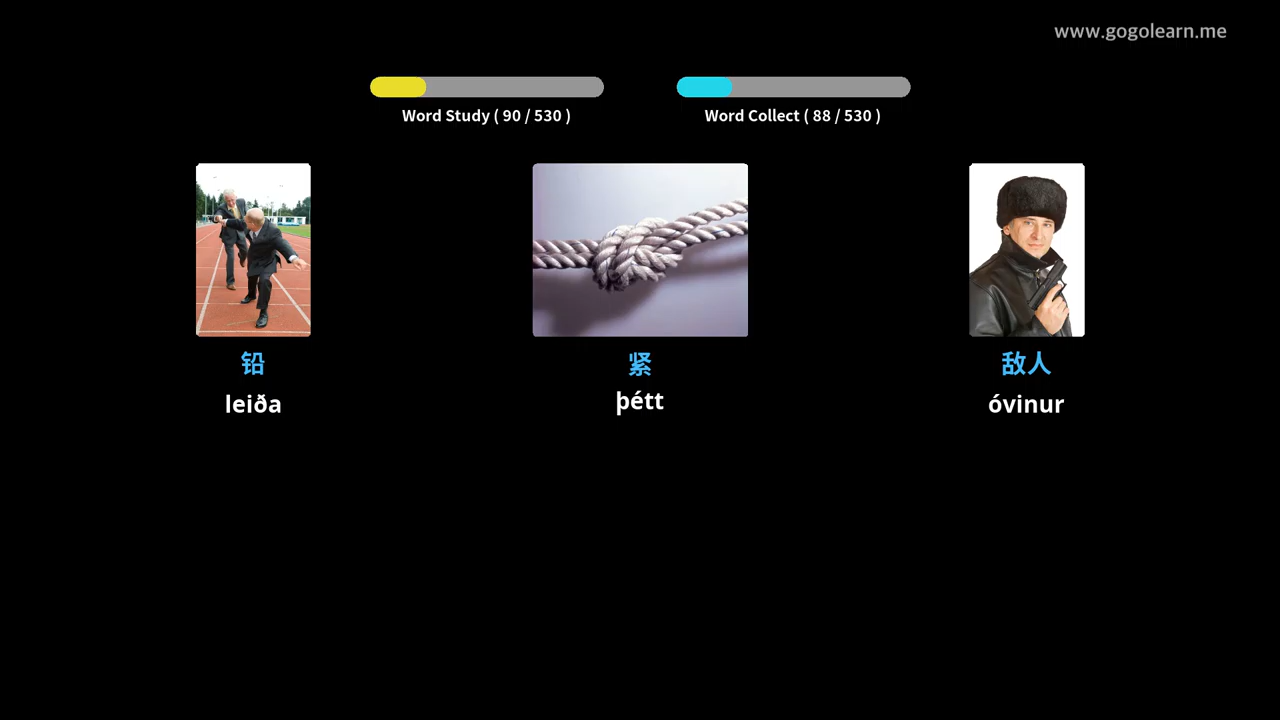 www.gogolearn.me
Word Study ( 90 / 530 )
Word Collect ( 88 / 530 )
铅
紧
敌人
leiða
þétt
óvinur